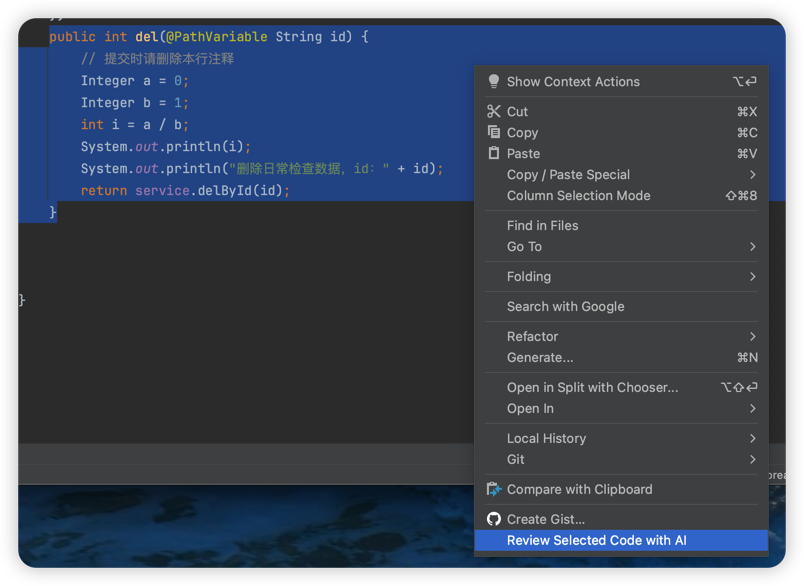 public int del(@PathVariable String id) {
// 提交时请删除本行注释
Integer a = 0;
Integer b = 1;
int i = a / b;
System.out.println(i);
System.out.println("删除日常检查数据，id：" + id);
return service.delById(id);
}
}
Show Context Actions ⌥⏎
Cut ⌘X
Copy ⌘C
Paste ⌘V
Copy / Paste Special
Column Selection Mode ⇧⌘8
Find in Files
Go To
Folding
Search with Google
Refactor
Generate... ⌘N
Open in Split with Chooser... ⌥⇧⏎
Open In
Local History
Git
Compare with Clipboard
Create Gist...
Review Selected Code with AI